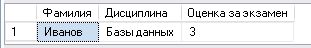 Фамилия Дисциплина Оценка за экзамен
1 Иванов Базы данных 3